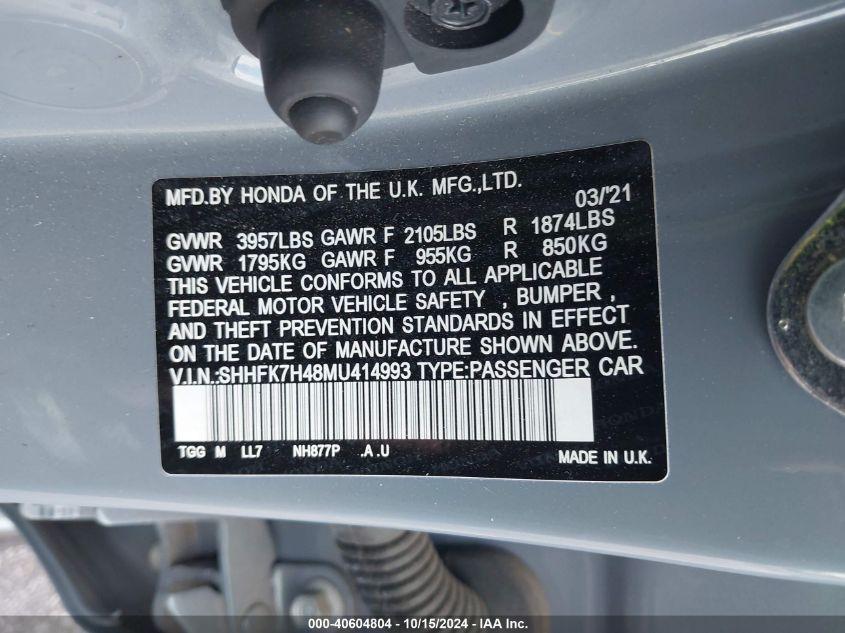 MFD.BY HONDA OF THE U.K. MFG.,LTD.
03/'21
GVWR 3957LBS GAWR F 2105LBS R 1874LBS
GVWR 1795KG GAWR F 955KG R 850KG
THIS VEHICLE CONFORMS TO ALL APPLICABLE
FEDERAL MOTOR VEHICLE SAFETY , BUMPER ,
AND THEFT PREVENTION STANDARDS IN EFFECT
ON THE DATE OF MANUFACTURE SHOWN ABOVE.
V.I.N.:SHHFK7H48MU414993 TYPE:PASSENGER CAR
TGG M LL7 NH877P .A .U
MADE IN U.K.
000-40604804 - 10/15/2024 - IAA Inc.